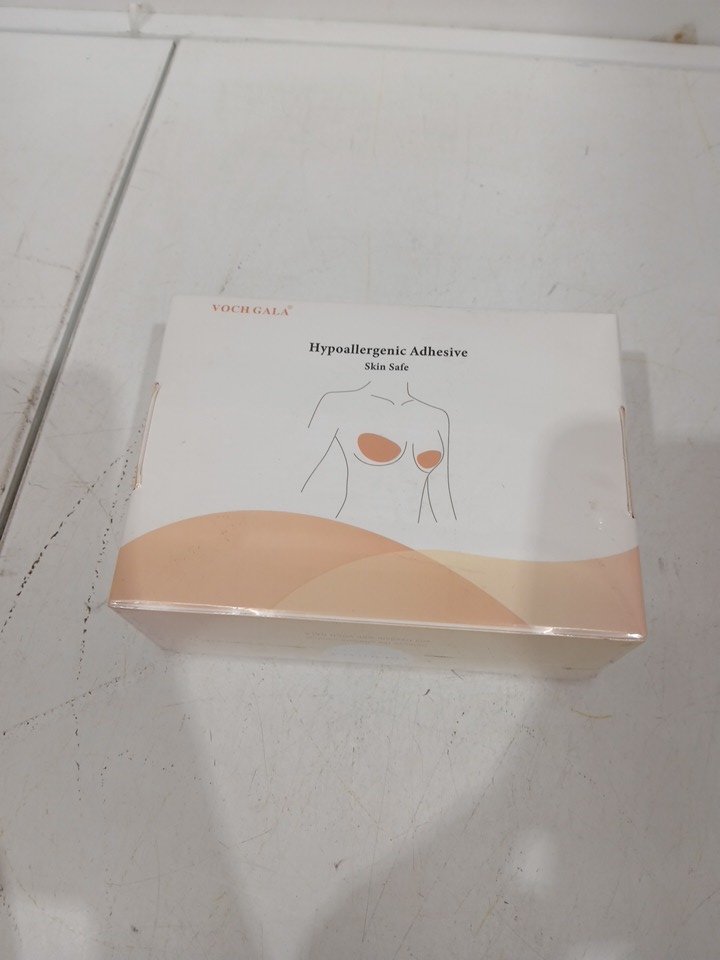 VOCH GALA®
Hypoallergenic Adhesive
Skin Safe